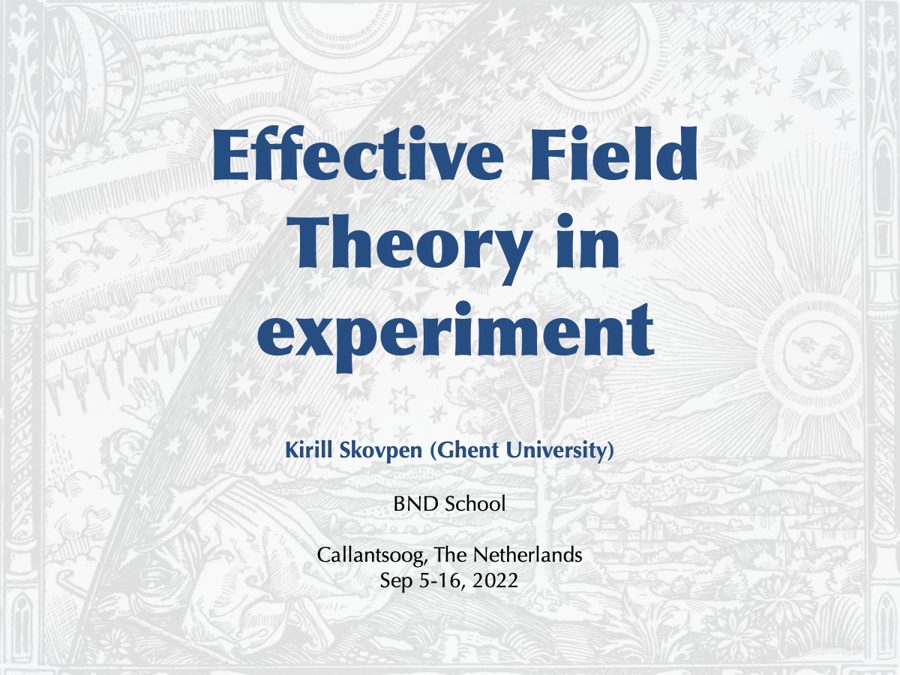 Effective Field
Theory in
experiment
Kirill Skovpen (Ghent University)
BND School
Callantsoog, The Netherlands
Sep 5-16, 2022